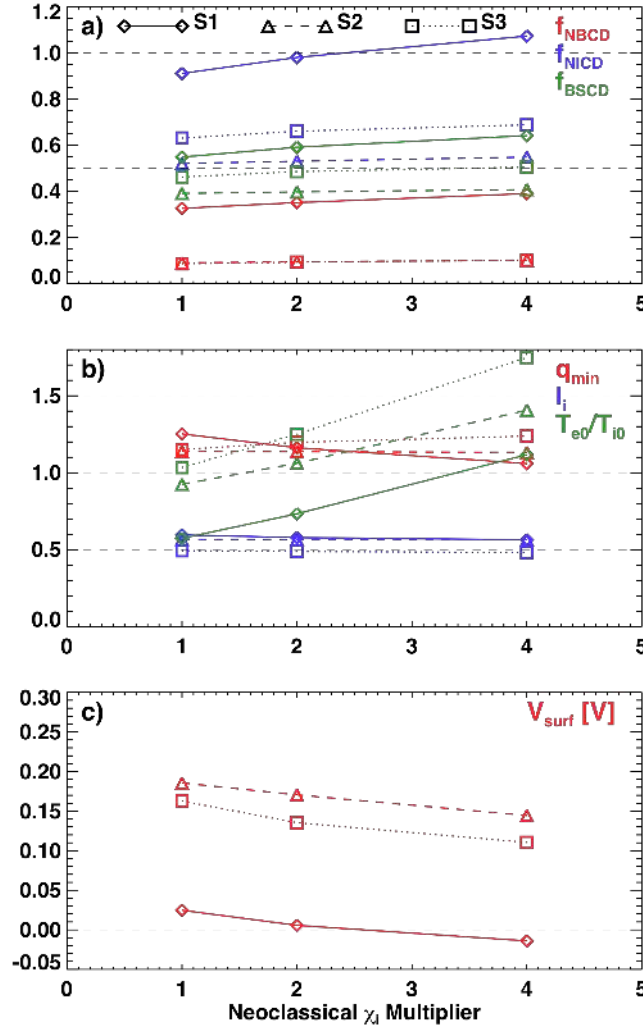 a) S1 S2 S3
f_NBCD
f_NICD
f_BSCD
1.2
1.0
0.8
0.6
0.4
0.2
0.0
0 1 2 3 4 5
b)
q_min
l_i
T_e0/T_i0
1.5
1.0
0.5
0.0
0 1 2 3 4 5
c) V_surf [V]
0.30
0.25
0.20
0.15
0.10
0.05
0.00
-0.05
0 1 2 3 4 5
Neoclassical χ_i Multiplier